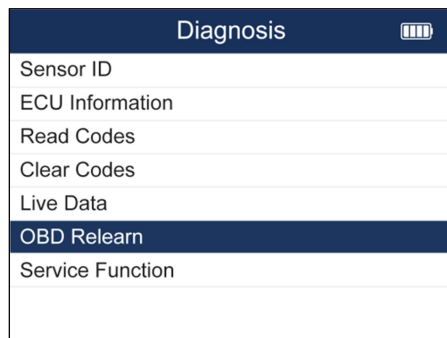 Diagnosis
Sensor ID
ECU Information
Read Codes
Clear Codes
Live Data
OBD Relearn
Service Function